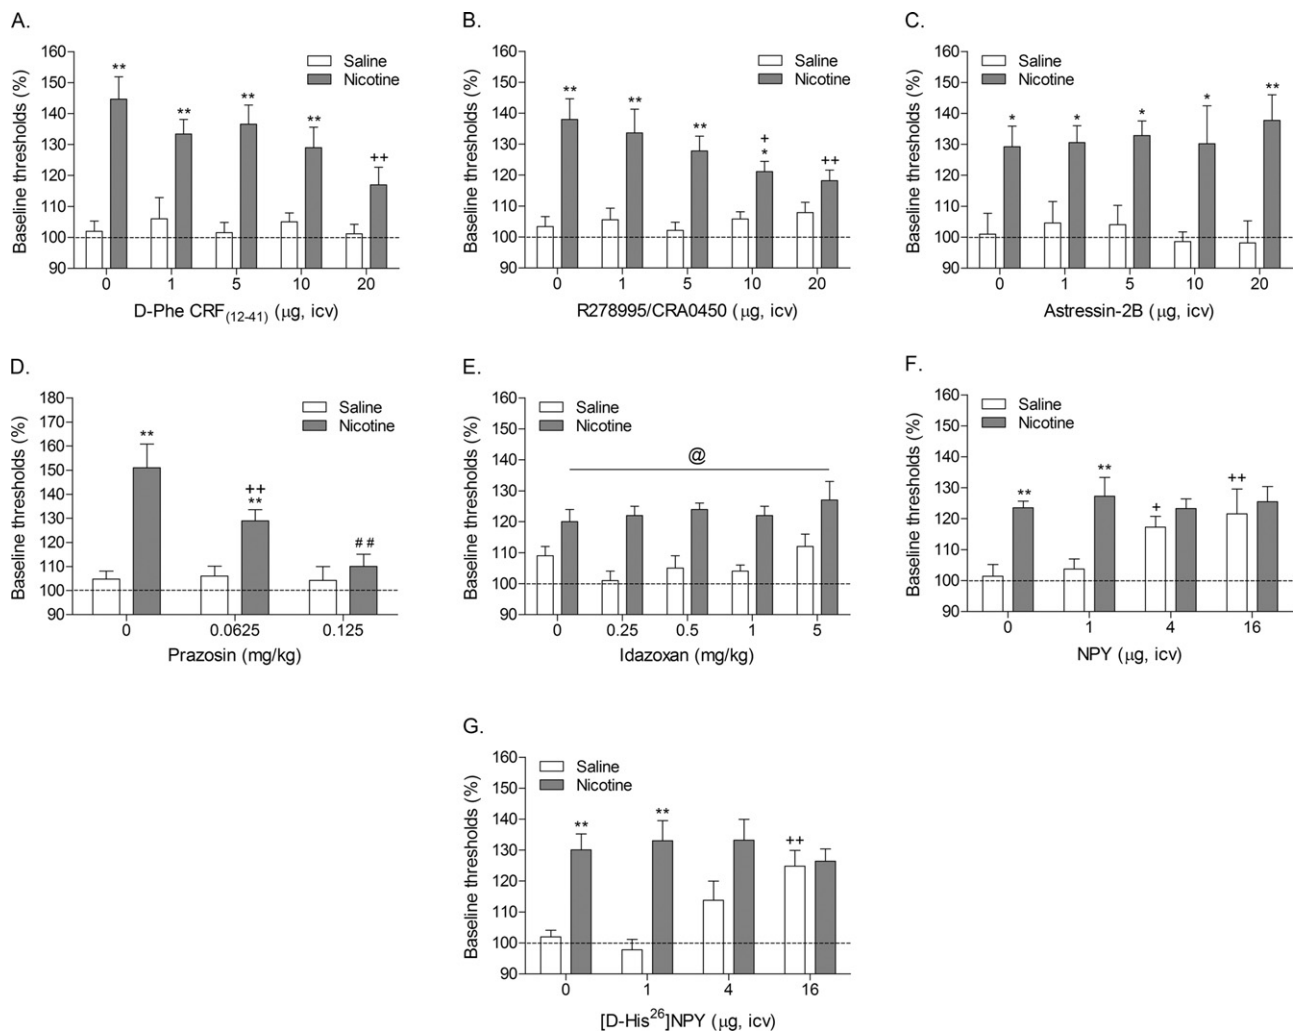 A.
Saline
Nicotine
Baseline thresholds (%)
160
150
140
130
120
110
100
90
**
**
**
**
++
0 1 5 10 20
D-Phe CRF(12-41) (μg, icv)
B.
Saline
Nicotine
Baseline thresholds (%)
160
150
140
130
120
110
100
90
**
**
**
+
*
++
0 1 5 10 20
R278995/CRA0450 (μg, icv)
C.
Saline
Nicotine
Baseline thresholds (%)
160
150
140
130
120
110
100
90
*
*
*
*
**
0 1 5 10 20
Astressin-2B (μg, icv)
D.
Saline
Nicotine
Baseline thresholds (%)
180
170
160
150
140
130
120
110
100
90
**
++
**
##
0 0.0625 0.125
Prazosin (mg/kg)
E.
Saline
Nicotine
Baseline thresholds (%)
160
150
140
130
120
110
100
90
@
0 0.25 0.5 1 5
Idazoxan (mg/kg)
F.
Saline
Nicotine
Baseline thresholds (%)
160
150
140
130
120
110
100
90
**
**
+
++
0 1 4 16
NPY (μg, icv)
G.
Saline
Nicotine
Baseline thresholds (%)
160
150
140
130
120
110
100
90
**
**
++
0 1 4 16
[D-His26]NPY (μg, icv)